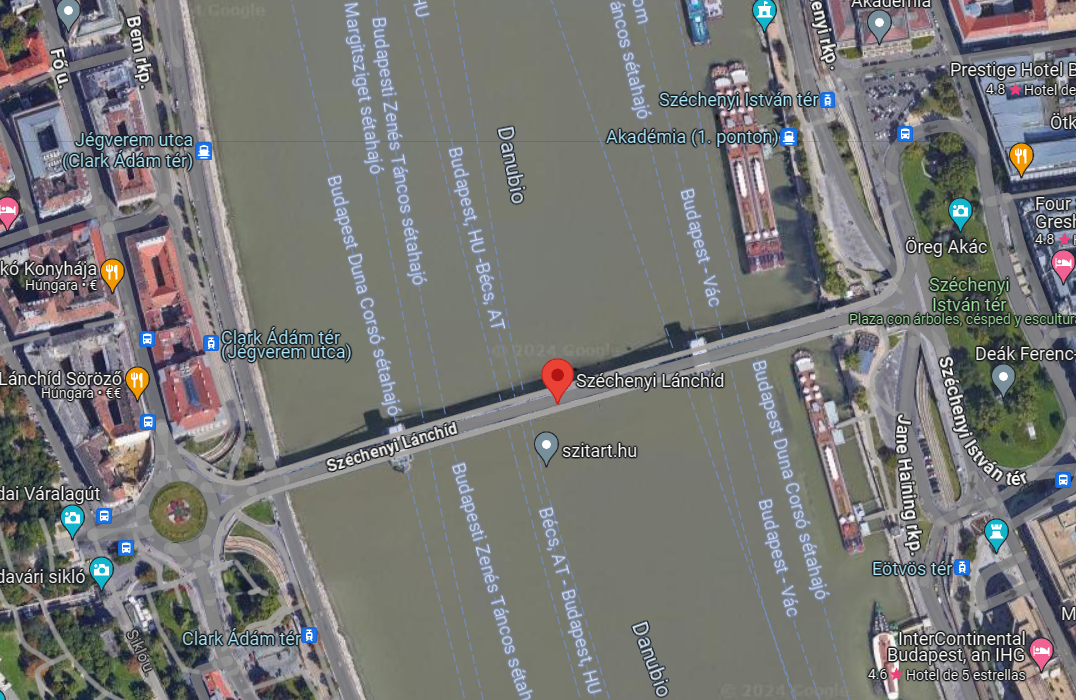 Akadémia
Bem rkp.
Fő u.
HU
Margitsziget sétahajó
Budapesti Zenés Táncos sétahajó
Prestige Hotel B
4.8 ★ Hotel de
Széchenyi István tér
Akadémia (1. ponton)
Ötk
Jégverem utca
(Clark Ádám tér)
Danubio
Budapest Duna Corsó sétahajó
Budapest, HU -Bécs, AT
Budapest - Vác
Four
Gresh
4.8 ★
Öreg Akác
kó Konyhája
Húngara • €
Széchenyi
István tér
Plaza con árboles, césped y escultura
Clark Ádám tér
(Jégverem utca)
Deák Ferenc-
Lánchíd Söröző
Húngara • €€
Széchenyi Lánchíd
Széchenyi Lánchíd
szitart.hu
Széchenyi István tér
Jane Haining rkp.
Budapest Duna Corsó sétahajó
Budapest - Vác
Budapesti Zenés Táncos sétah
Bécs, AT - Budapest, HU
dai Váralagút
davári sikló
Eötvös tér
Sikló u.
Clark Ádám tér
Danubio
InterContinental
Budapest, an IHG
4.6 ★ Hotel de 5 estrellas
M
© 2024 Google